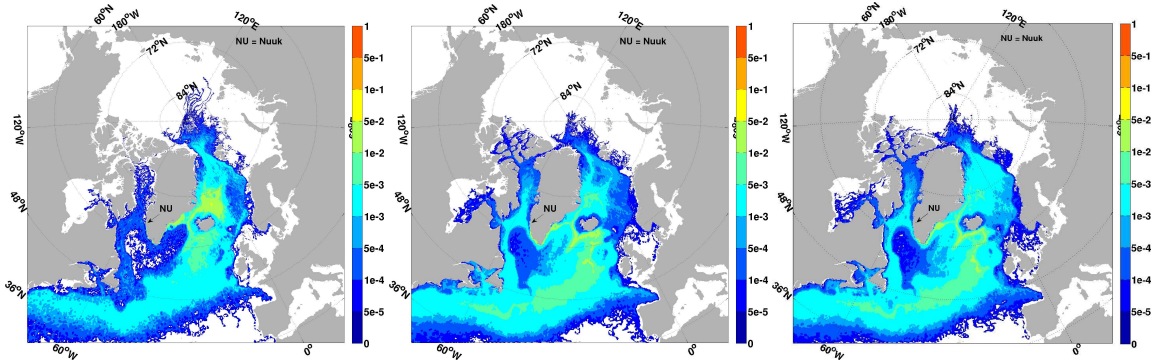 60°N
180°W
120°E
72°N
NU = Nuuk
84°N
120°W
48°N
NU
36°N
60°W
0°
1
5e-1
1e-1
5e-2
1e-2
5e-3
1e-3
5e-4
1e-4
5e-5
0
60°N
180°W
120°E
72°N
NU = Nuuk
84°N
120°W
48°N
NU
36°N
60°W
0°
1
5e-1
1e-1
5e-2
1e-2
5e-3
1e-3
5e-4
1e-4
5e-5
0
60°N
180°W
120°E
72°N
NU = Nuuk
84°N
120°W
48°N
NU
36°N
60°W
0°
1
5e-1
1e-1
5e-2
1e-2
5e-3
1e-3
5e-4
1e-4
5e-5
0